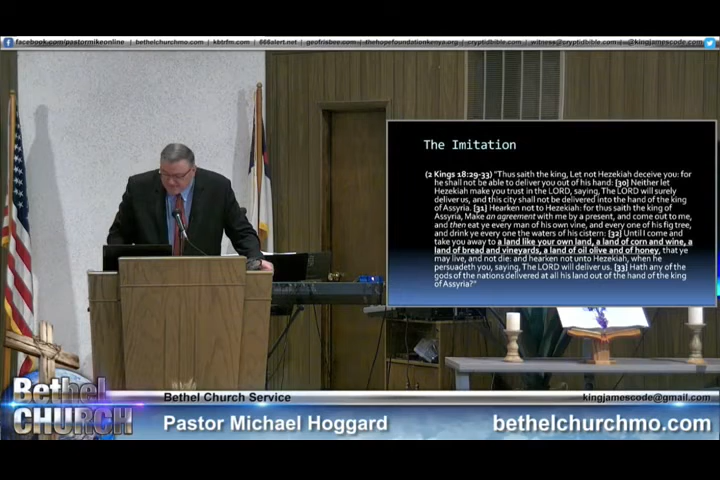 facebook.com/pastormikeonline | bethelchurchmo.com | kbtrfm.com | 888alert.net | geofrisbee.com | thehopefoundationkenya.org | crypticbible.com | witness@crypticbible.com | @kingjamescode.com
The Imitation
(2 Kings 18:29-33) "Thus saith the king, Let not Hezekiah deceive you: for
he shall not be able to deliver you out of his hand: [30] Neither let
Hezekiah make you trust in the LORD, saying, The LORD will surely
deliver us, and this city shall not be delivered into the hand of the king
of Assyria. [31] Hearken not to Hezekiah: for thus saith the king of
Assyria, Make an agreement with me by a present, and come out to me,
and then eat ye every man of his own vine, and every one of his fig tree,
and drink ye every one the waters of his cistern: [32] Until I come and
take you away to a land like your own land, a land of corn and wine, a
land of bread and vineyards, a land of oil olive and of honey, that ye
may live, and not die: and hearken not unto Hezekiah, when he
persuadeth you, saying, The LORD will deliver us. [33] Hath any of the
gods of the nations delivered at all his land out of the hand of the king
of Assyria?"
Bethel Church Service
kingjamescode@gmail.com
Bethel
CHURCH
Pastor Michael Hoggard
bethelchurchmo.com